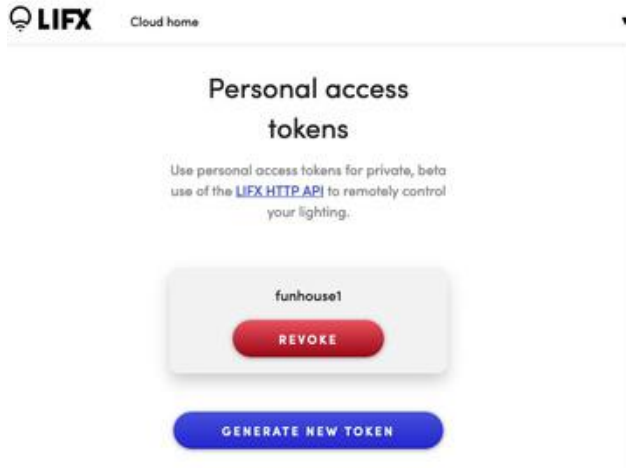 LIFX Cloud home
Personal access
tokens
Use personal access tokens for private, beta
use of the LIFX HTTP API to remotely control
your lighting.
funhouse1
REVOKE
GENERATE NEW TOKEN